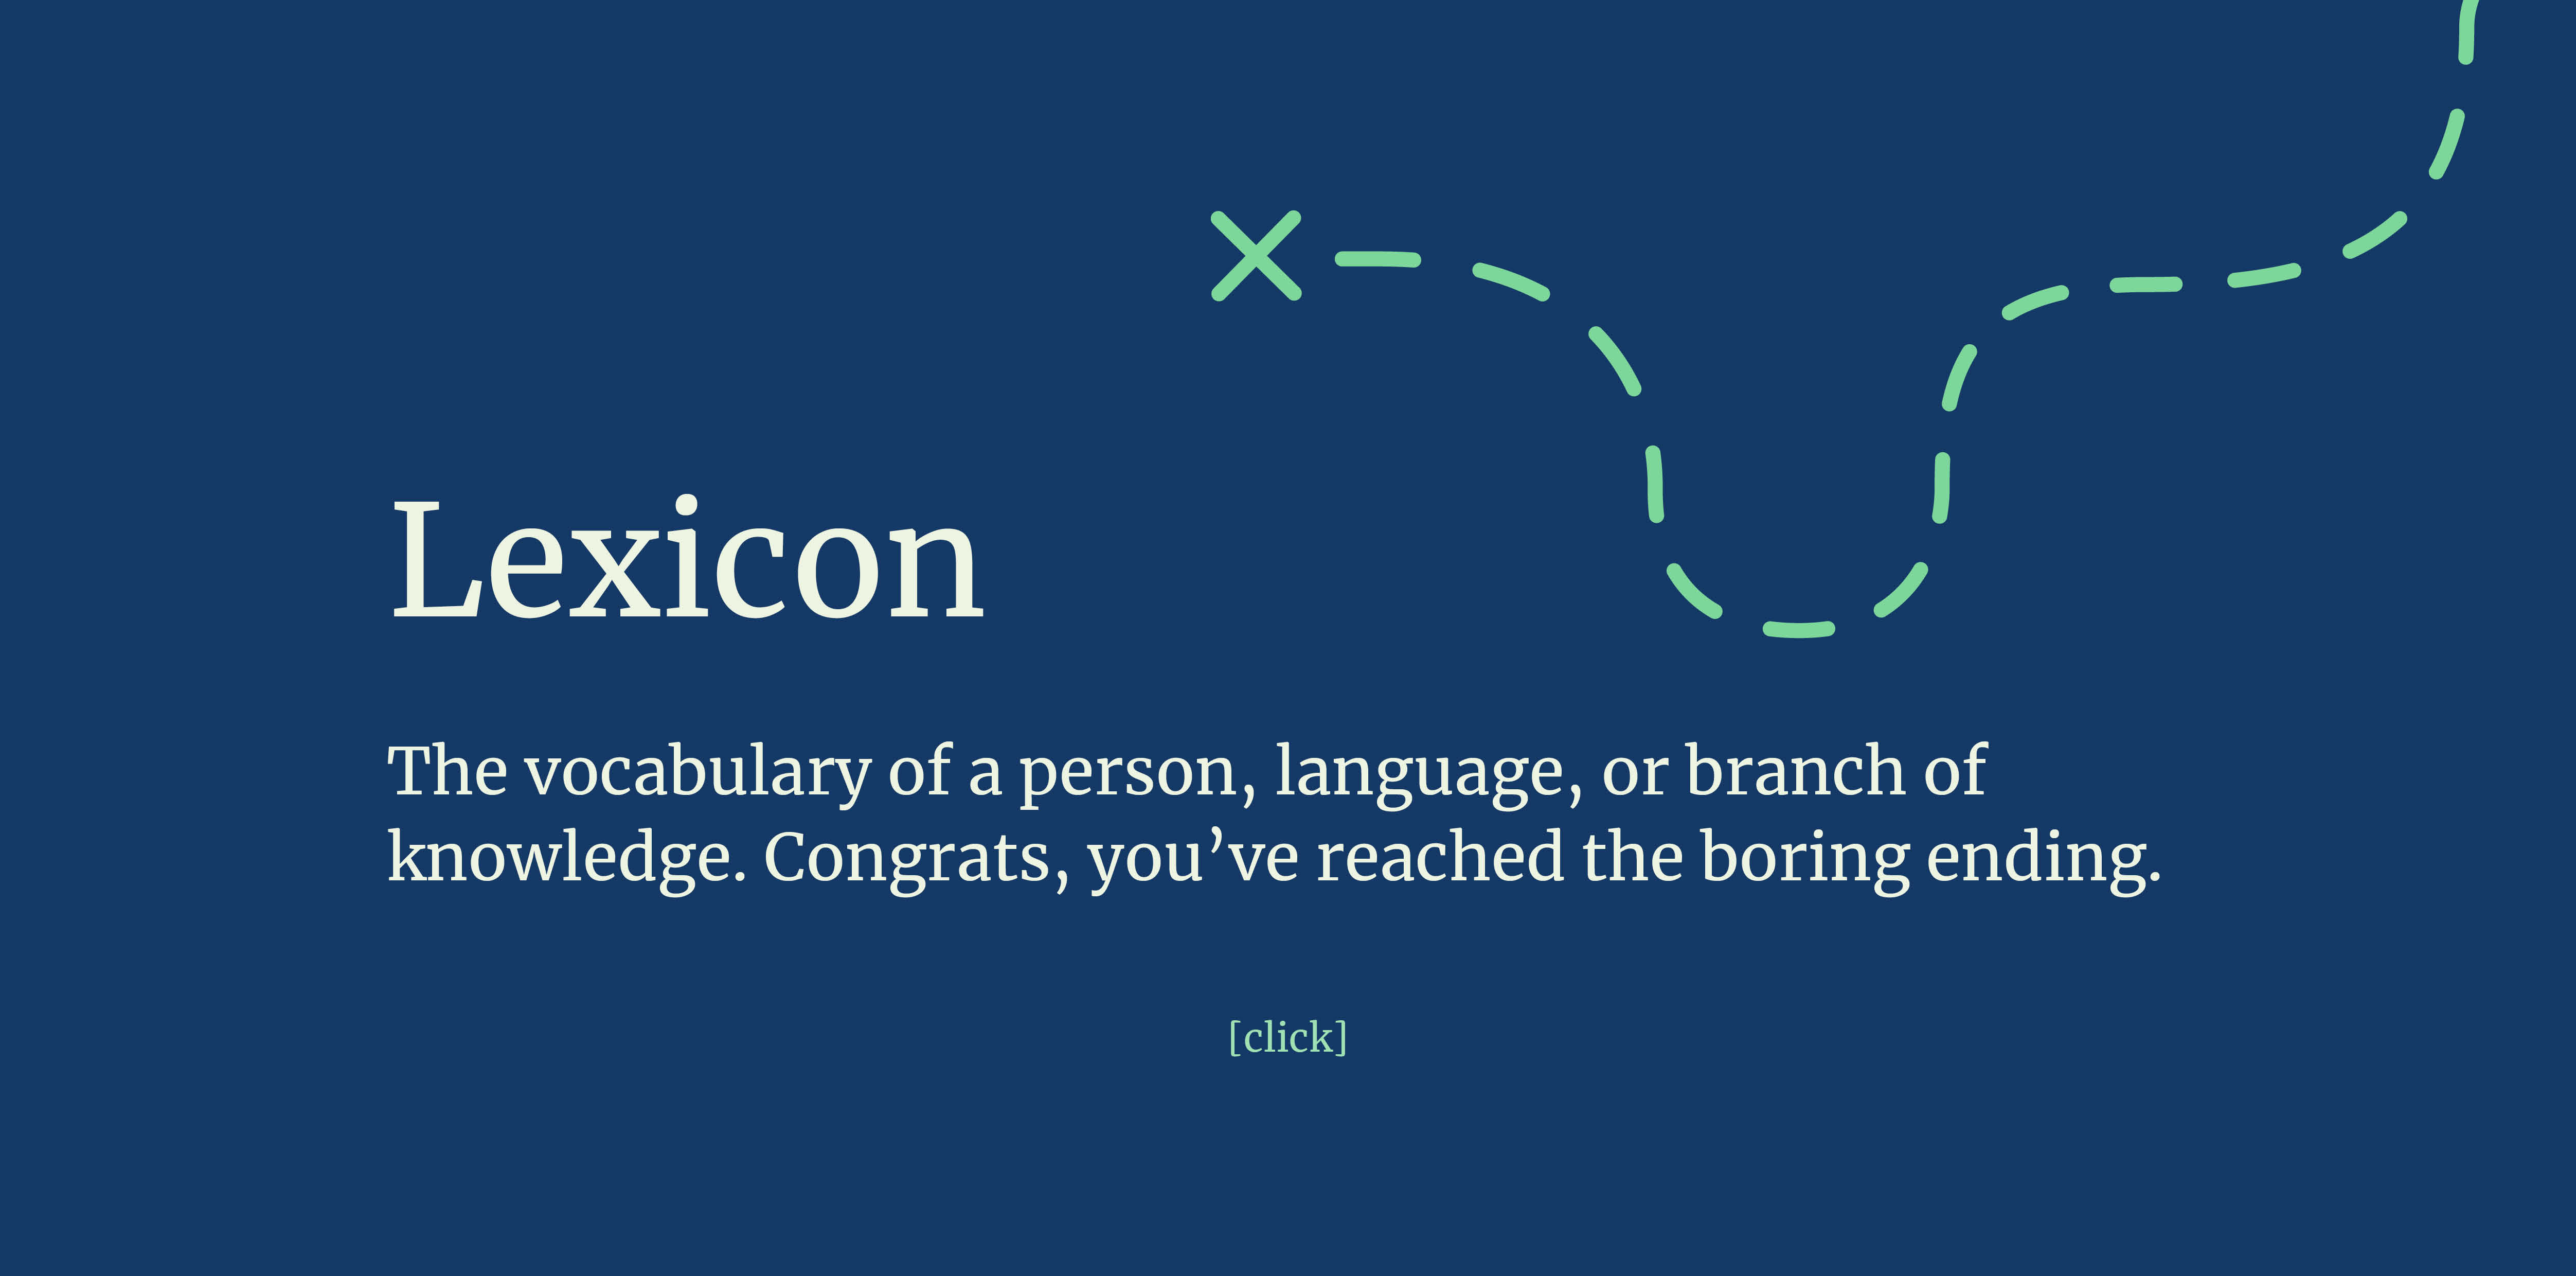 Lexicon
The vocabulary of a person, language, or branch of
knowledge. Congrats, you’ve reached the boring ending.
[click]